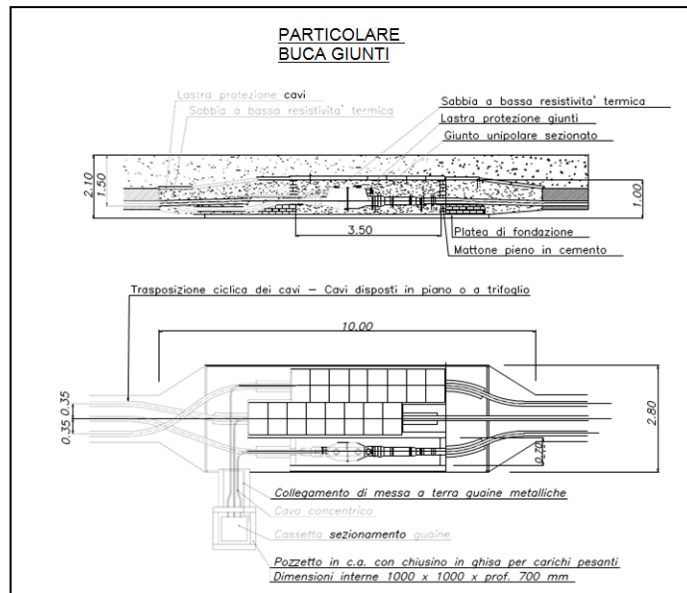 PARTICOLARE
BUCA GIUNTI
Lastra protezione cavi
Sabbia a bassa resistivita' termica
Sabbia a bassa resistivita' termica
Lastra protezione giunti
Giunto unipolare sezionato
2.10
1.50
1.00
3.50
Platea di fondazione
Mattone pieno in cemento
Trasposizione ciclica dei cavi – Cavi disposti in piano o a trifoglio
10.00
0.35
0.35
2.80
0.70
Collegamento di messa a terra guaine metalliche
Cavo concentrico
Cassetta sezionamento guaine
Pozzetto in c.a. con chiusino in ghisa per carichi pesanti
Dimensioni interne 1000 x 1000 x prof. 700 mm